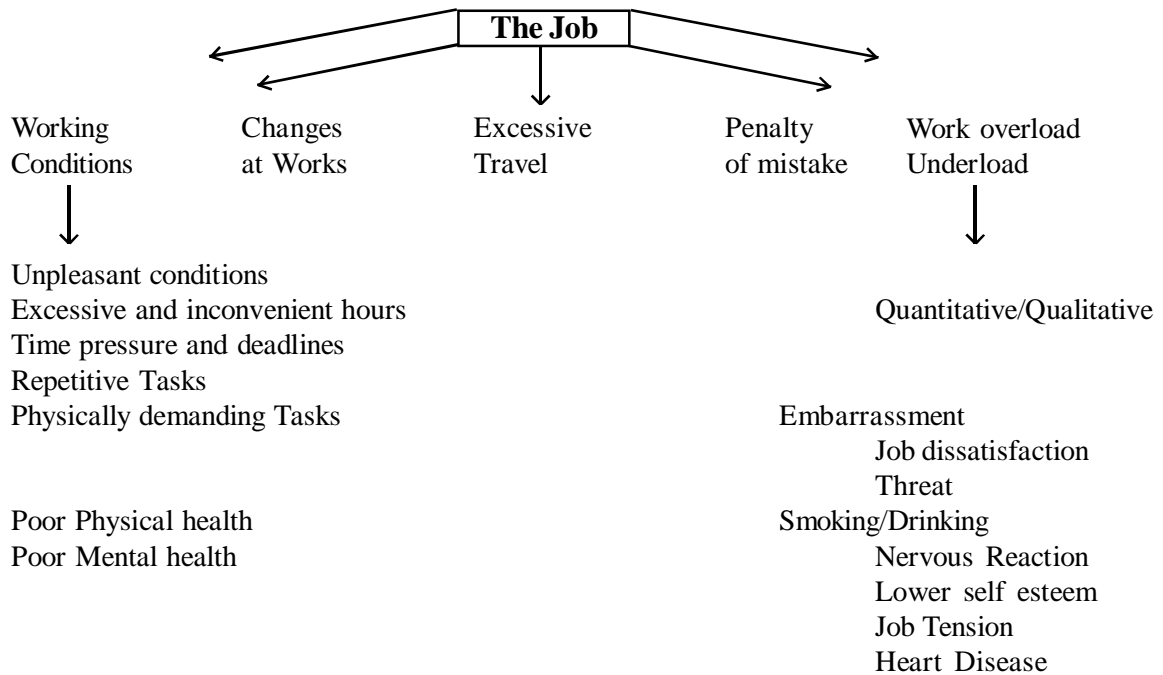 The Job
Working Conditions
Changes at Works
Excessive Travel
Penalty of mistake
Work overload Underload
Unpleasant conditions
Excessive and inconvenient hours
Quantitative/Qualitative
Time pressure and deadlines
Repetitive Tasks
Physically demanding Tasks
Embarrassment
Job dissatisfaction
Threat
Poor Physical health
Smoking/Drinking
Poor Mental health
Nervous Reaction
Lower self esteem
Job Tension
Heart Disease